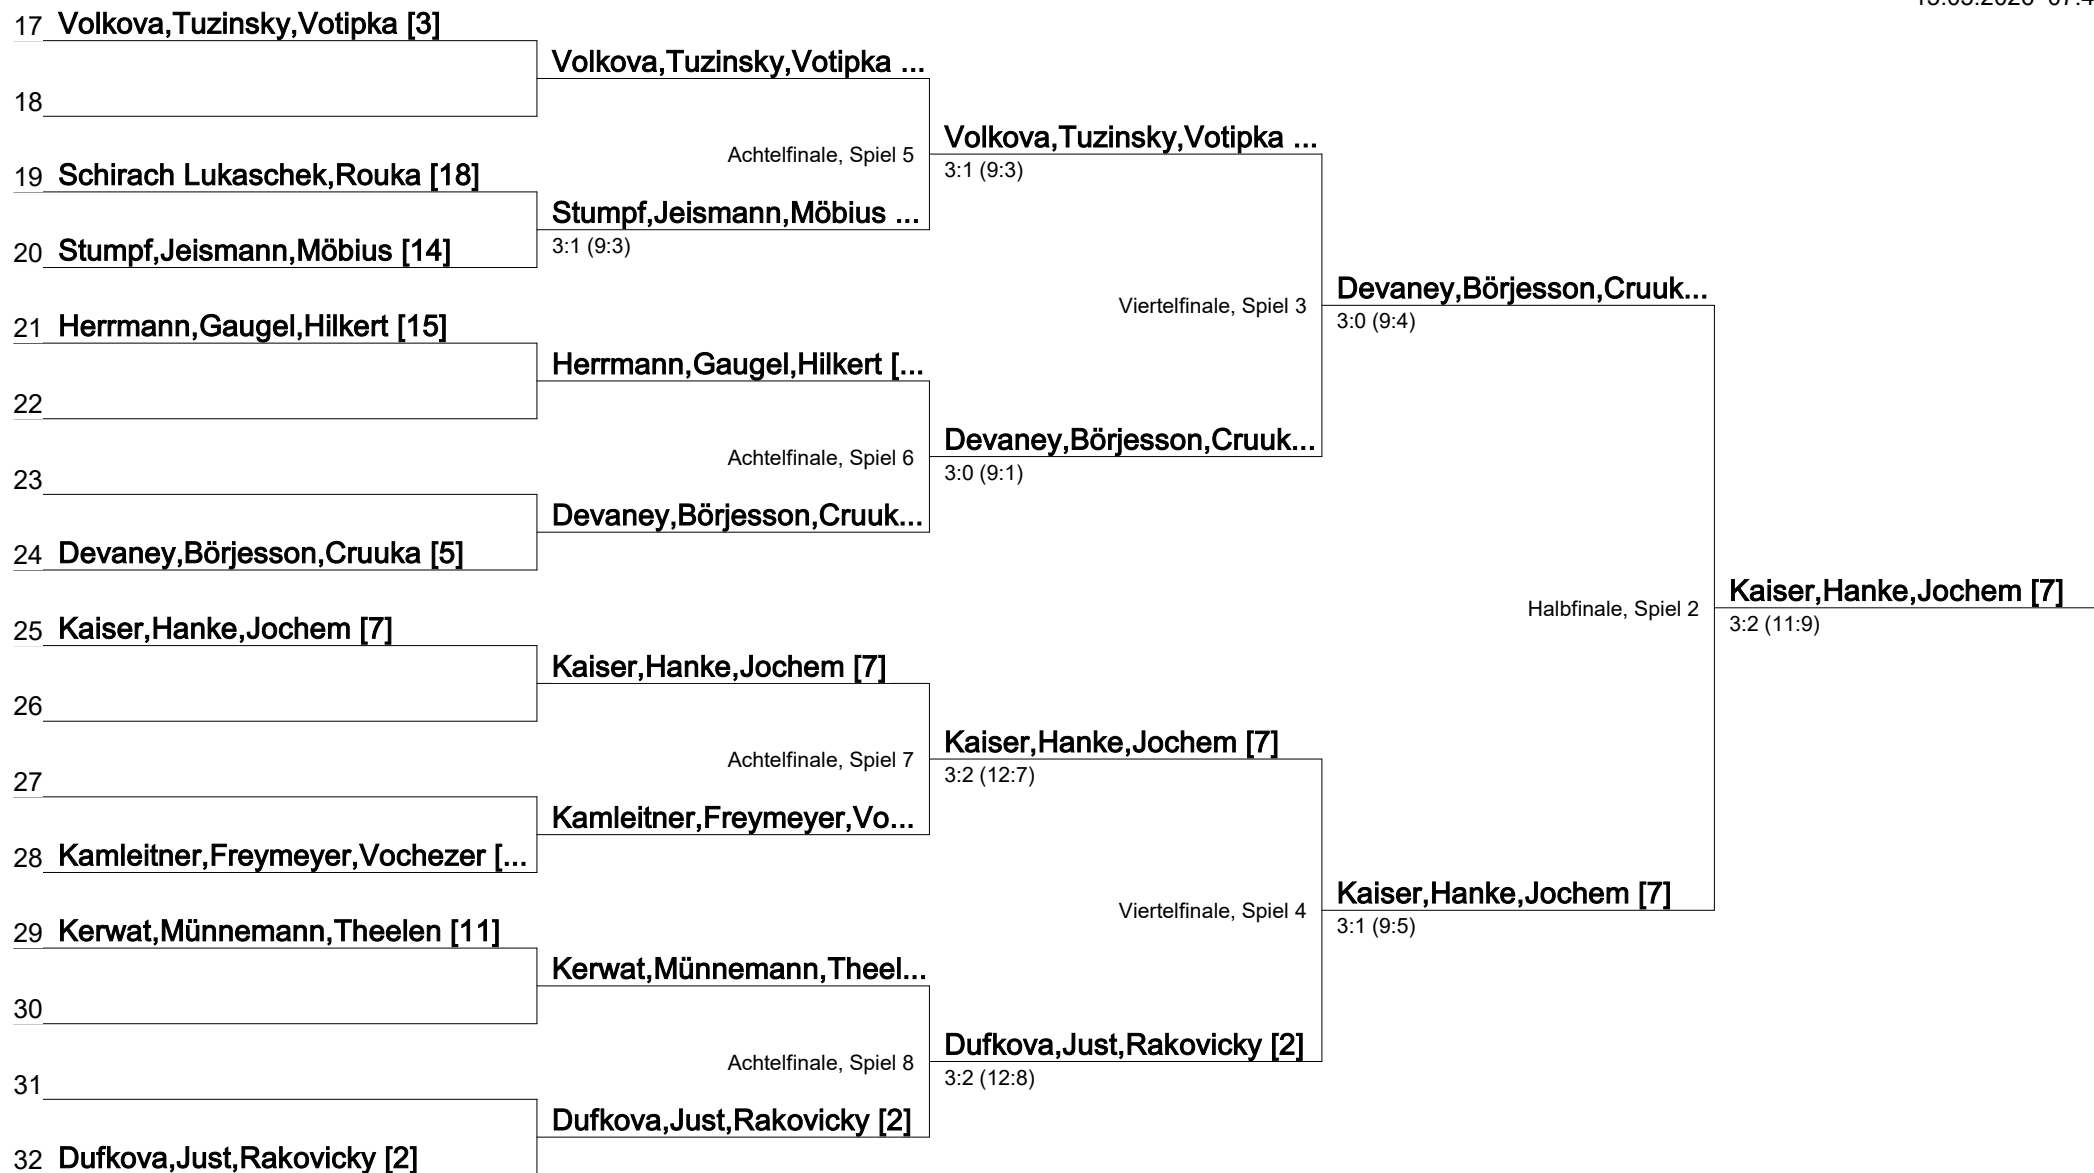 17 Volkova,Tuzinsky,Votipka [3]
Volkova,Tuzinsky,Votipka ...
18
Achtelfinale, Spiel 5
Volkova,Tuzinsky,Votipka ...
3:1 (9:3)
19 Schirach Lukaschek,Rouka [18]
Stumpf,Jeismann,Möbius ...
3:1 (9:3)
20 Stumpf,Jeismann,Möbius [14]
Viertelfinale, Spiel 3
Devaney,Börjesson,Cruuk...
3:0 (9:4)
21 Herrmann,Gaugel,Hilkert [15]
Herrmann,Gaugel,Hilkert [...
22
Achtelfinale, Spiel 6
Devaney,Börjesson,Cruuk...
3:0 (9:1)
23
Devaney,Börjesson,Cruuk...
24 Devaney,Börjesson,Cruuka [5]
Halbfinale, Spiel 2
Kaiser,Hanke,Jochem [7]
3:2 (11:9)
25 Kaiser,Hanke,Jochem [7]
Kaiser,Hanke,Jochem [7]
26
Achtelfinale, Spiel 7
Kaiser,Hanke,Jochem [7]
3:2 (12:7)
27
Kamleitner,Freymeyer,Vo...
28 Kamleitner,Freymeyer,Vochezer [...
Viertelfinale, Spiel 4
Kaiser,Hanke,Jochem [7]
3:1 (9:5)
29 Kerwat,Münnemann,Theelen [11]
Kerwat,Münnemann,Theel...
30
Achtelfinale, Spiel 8
Dufkova,Just,Rakovicky [2]
3:2 (12:8)
31
Dufkova,Just,Rakovicky [2]
32 Dufkova,Just,Rakovicky [2]